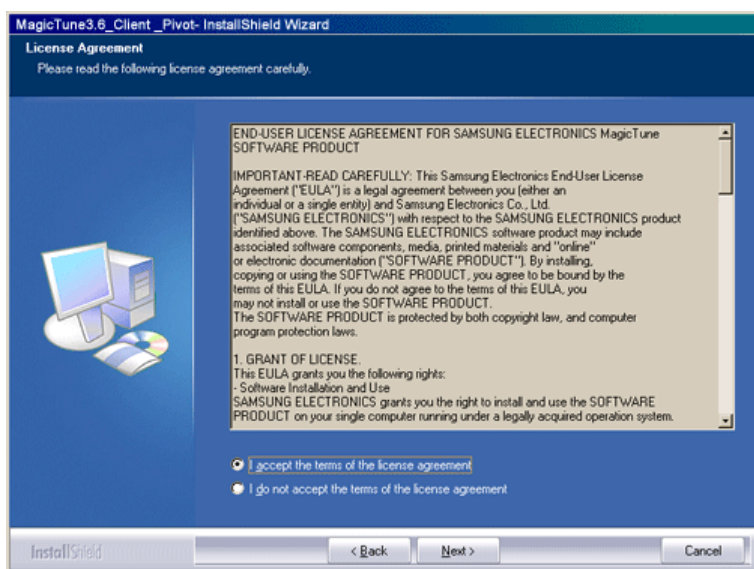 MagicTune3.6_Client _Pivot- InstallShield Wizard
License Agreement
Please read the following license agreement carefully.
END-USER LICENSE AGREEMENT FOR SAMSUNG ELECTRONICS MagicTune
SOFTWARE PRODUCT
IMPORTANT-READ CAREFULLY: This Samsung Electronics End-User License
Agreement ("EULA") is a legal agreement between you (either an
individual or a single entity) and Samsung Electronics Co., Ltd.
("SAMSUNG ELECTRONICS") with respect to the SAMSUNG ELECTRONICS product
identified above. The SAMSUNG ELECTRONICS software product may include
associated software components, media, printed materials and "online"
or electronic documentation ("SOFTWARE PRODUCT"). By installing,
copying or using the SOFTWARE PRODUCT, you agree to be bound by the
terms of this EULA. If you do not agree to the terms of this EULA, you
may not install or use the SOFTWARE PRODUCT.
The SOFTWARE PRODUCT is protected by both copyright law, and computer
program protection laws.
1. GRANT OF LICENSE.
This EULA grants you the following rights:
- Software Installation and Use
SAMSUNG ELECTRONICS grants you the right to install and use the SOFTWARE
PRODUCT on your single computer running under a legally acquired operation system.
I accept the terms of the license agreement
I do not accept the terms of the license agreement
InstallShield
< Back
Next >
Cancel